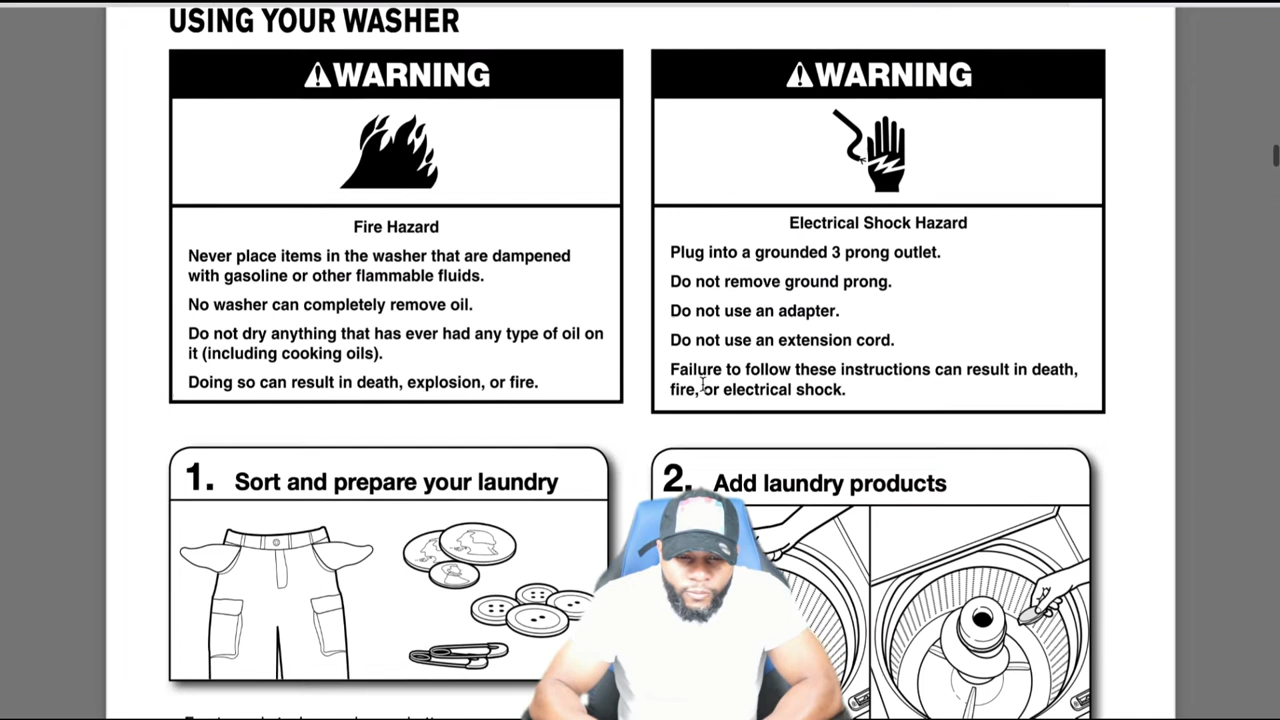 USING YOUR WASHER
WARNING
Fire Hazard
Never place items in the washer that are dampened
with gasoline or other flammable fluids.
No washer can completely remove oil.
Do not dry anything that has ever had any type of oil on
it (including cooking oils).
Doing so can result in death, explosion, or fire.
WARNING
Electrical Shock Hazard
Plug into a grounded 3 prong outlet.
Do not remove ground prong.
Do not use an adapter.
Do not use an extension cord.
Failure to follow these instructions can result in death,
fire, or electrical shock.
1. Sort and prepare your laundry
2. Add laundry products